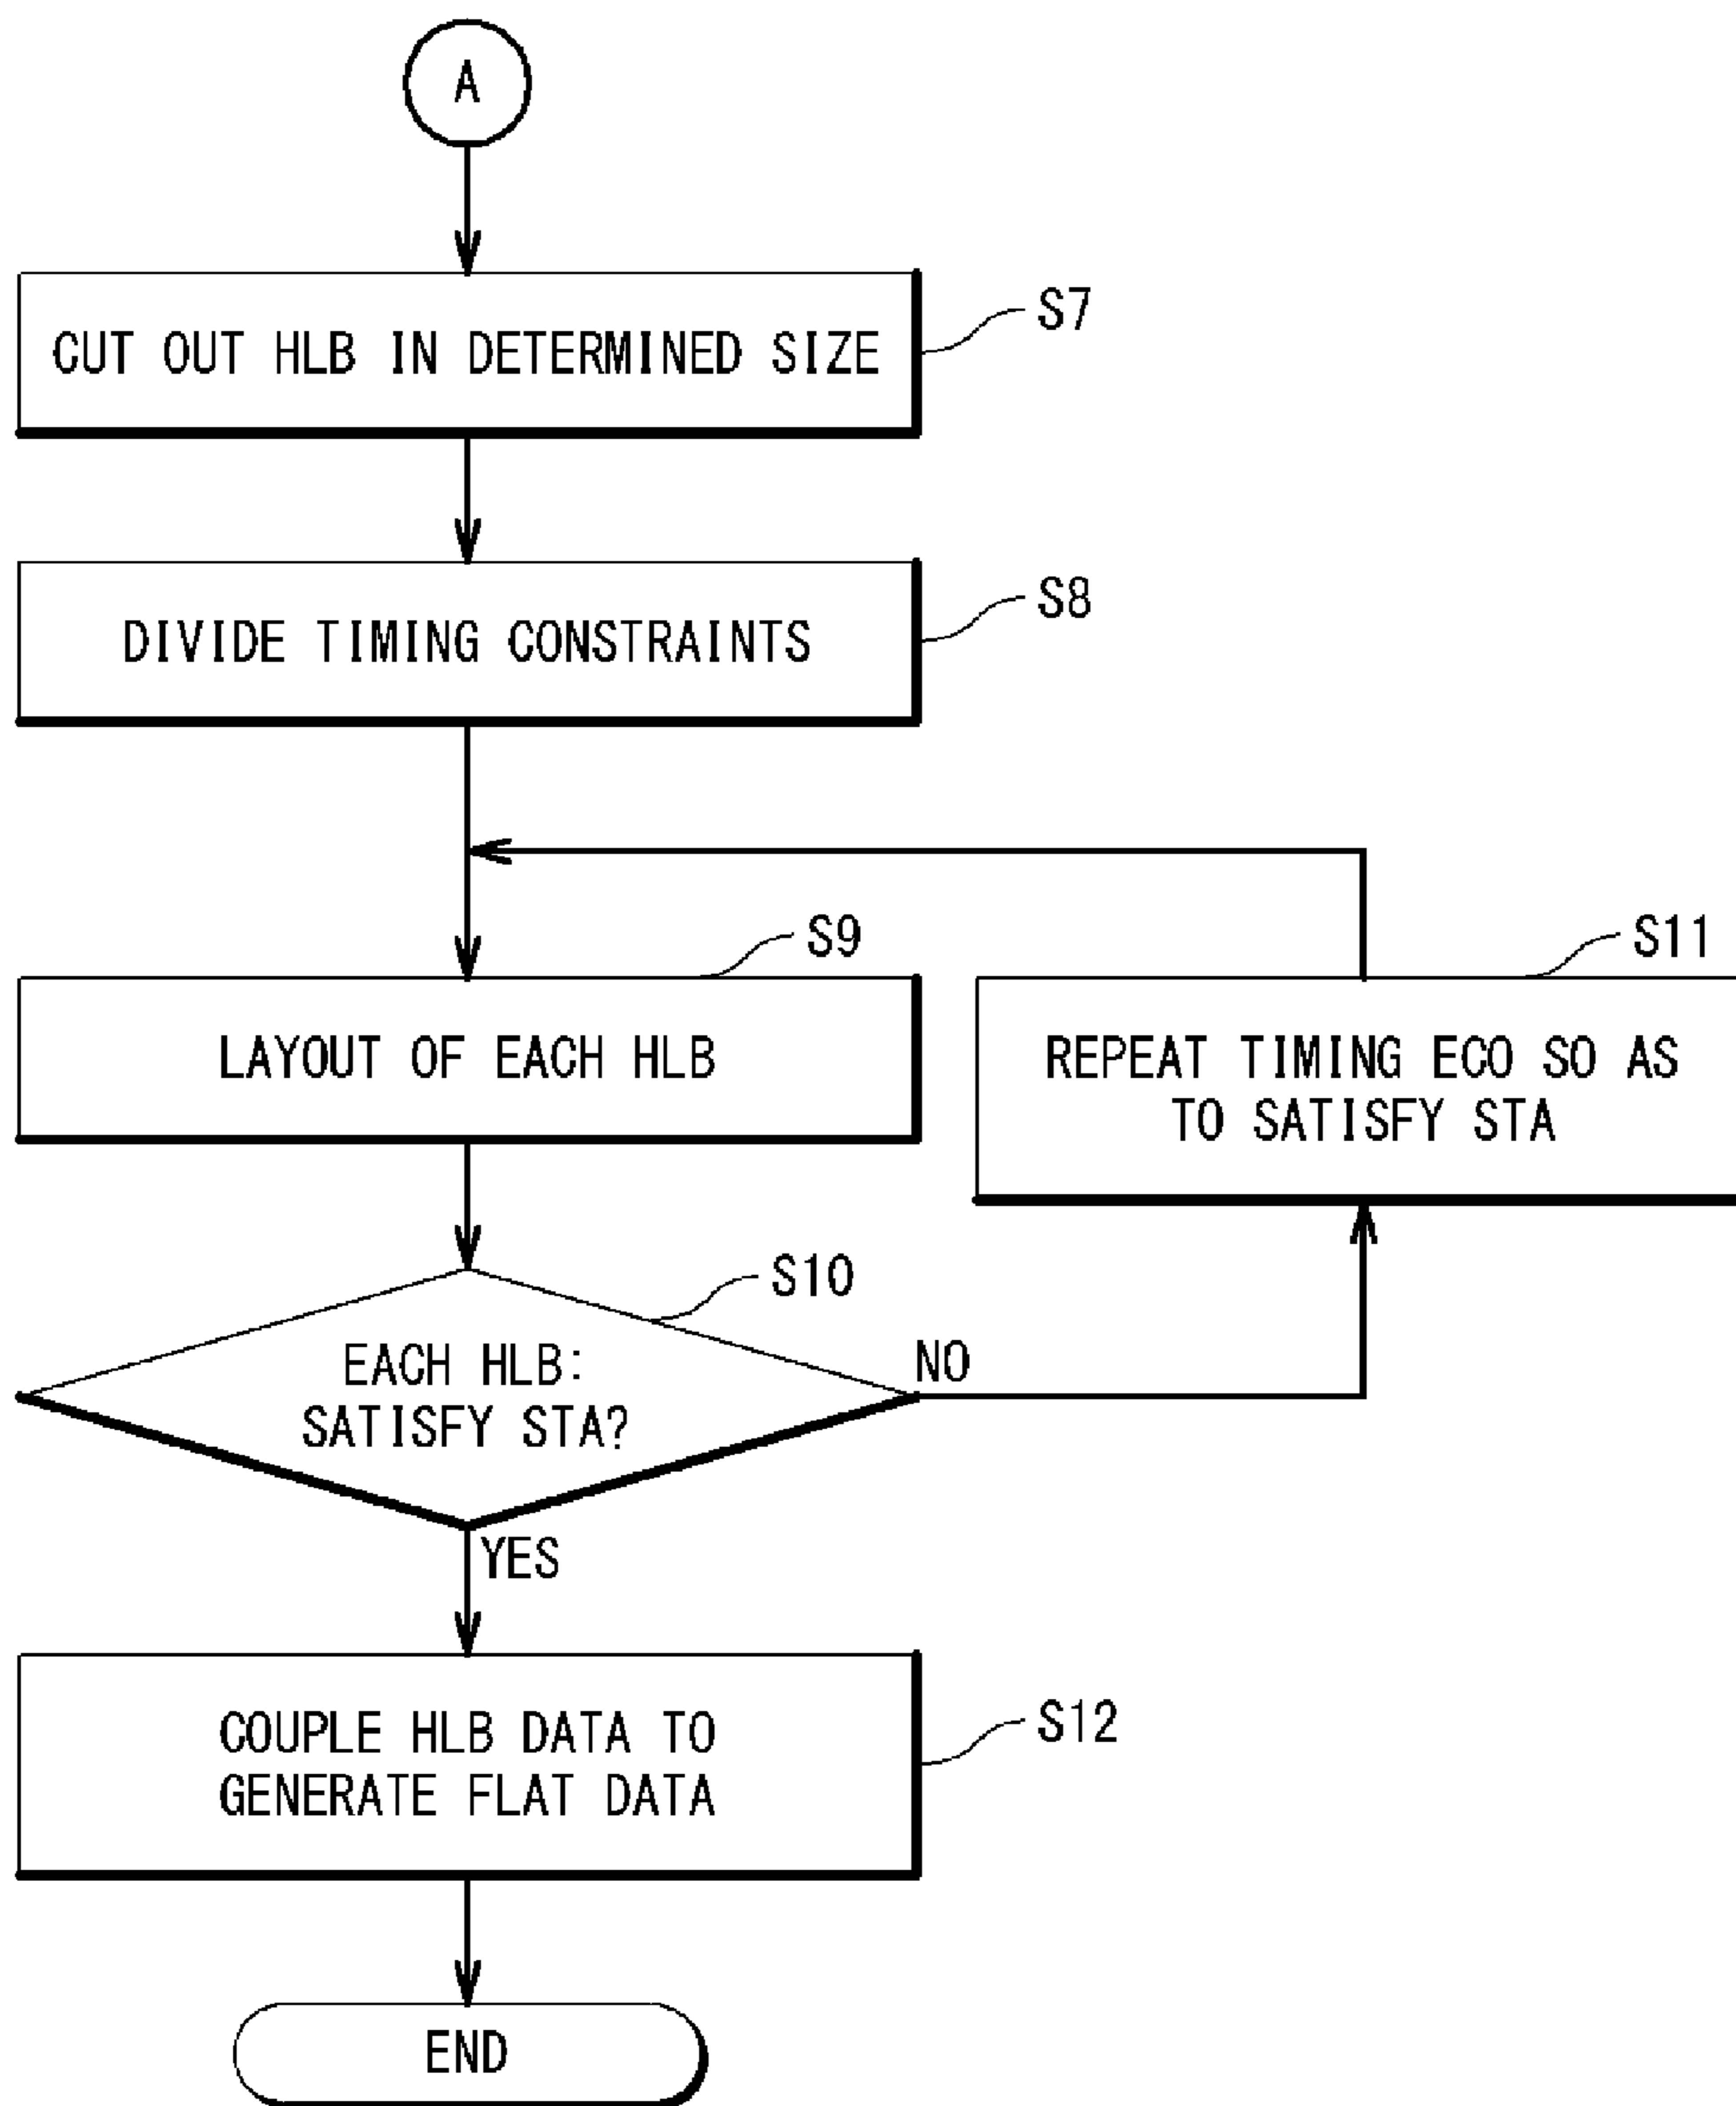 A
CUT OUT HLB IN DETERMINED SIZE
S7
DIVIDE TIMING CONSTRAINTS
S8
S9
LAYOUT OF EACH HLB
S11
REPEAT TIMING ECO SO AS
TO SATISFY STA
S10
EACH HLB:
SATISFY STA?
NO
YES
COUPLE HLB DATA TO
GENERATE FLAT DATA
S12
END